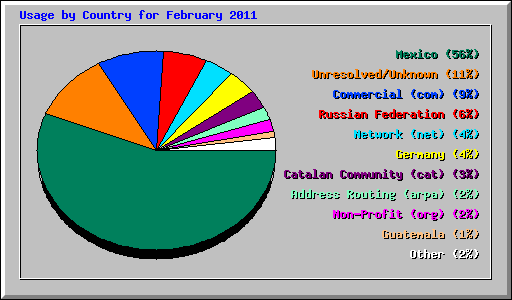 Usage by Country for February 2011
Mexico (56%)
Unresolved/Unknown (11%)
Commercial (com) (9%)
Russian Federation (6%)
Network (net) (4%)
Germany (4%)
Catalan Community (cat) (3%)
Address Routing (arpa) (2%)
Non-Profit (org) (2%)
Guatemala (1%)
Other (2%)